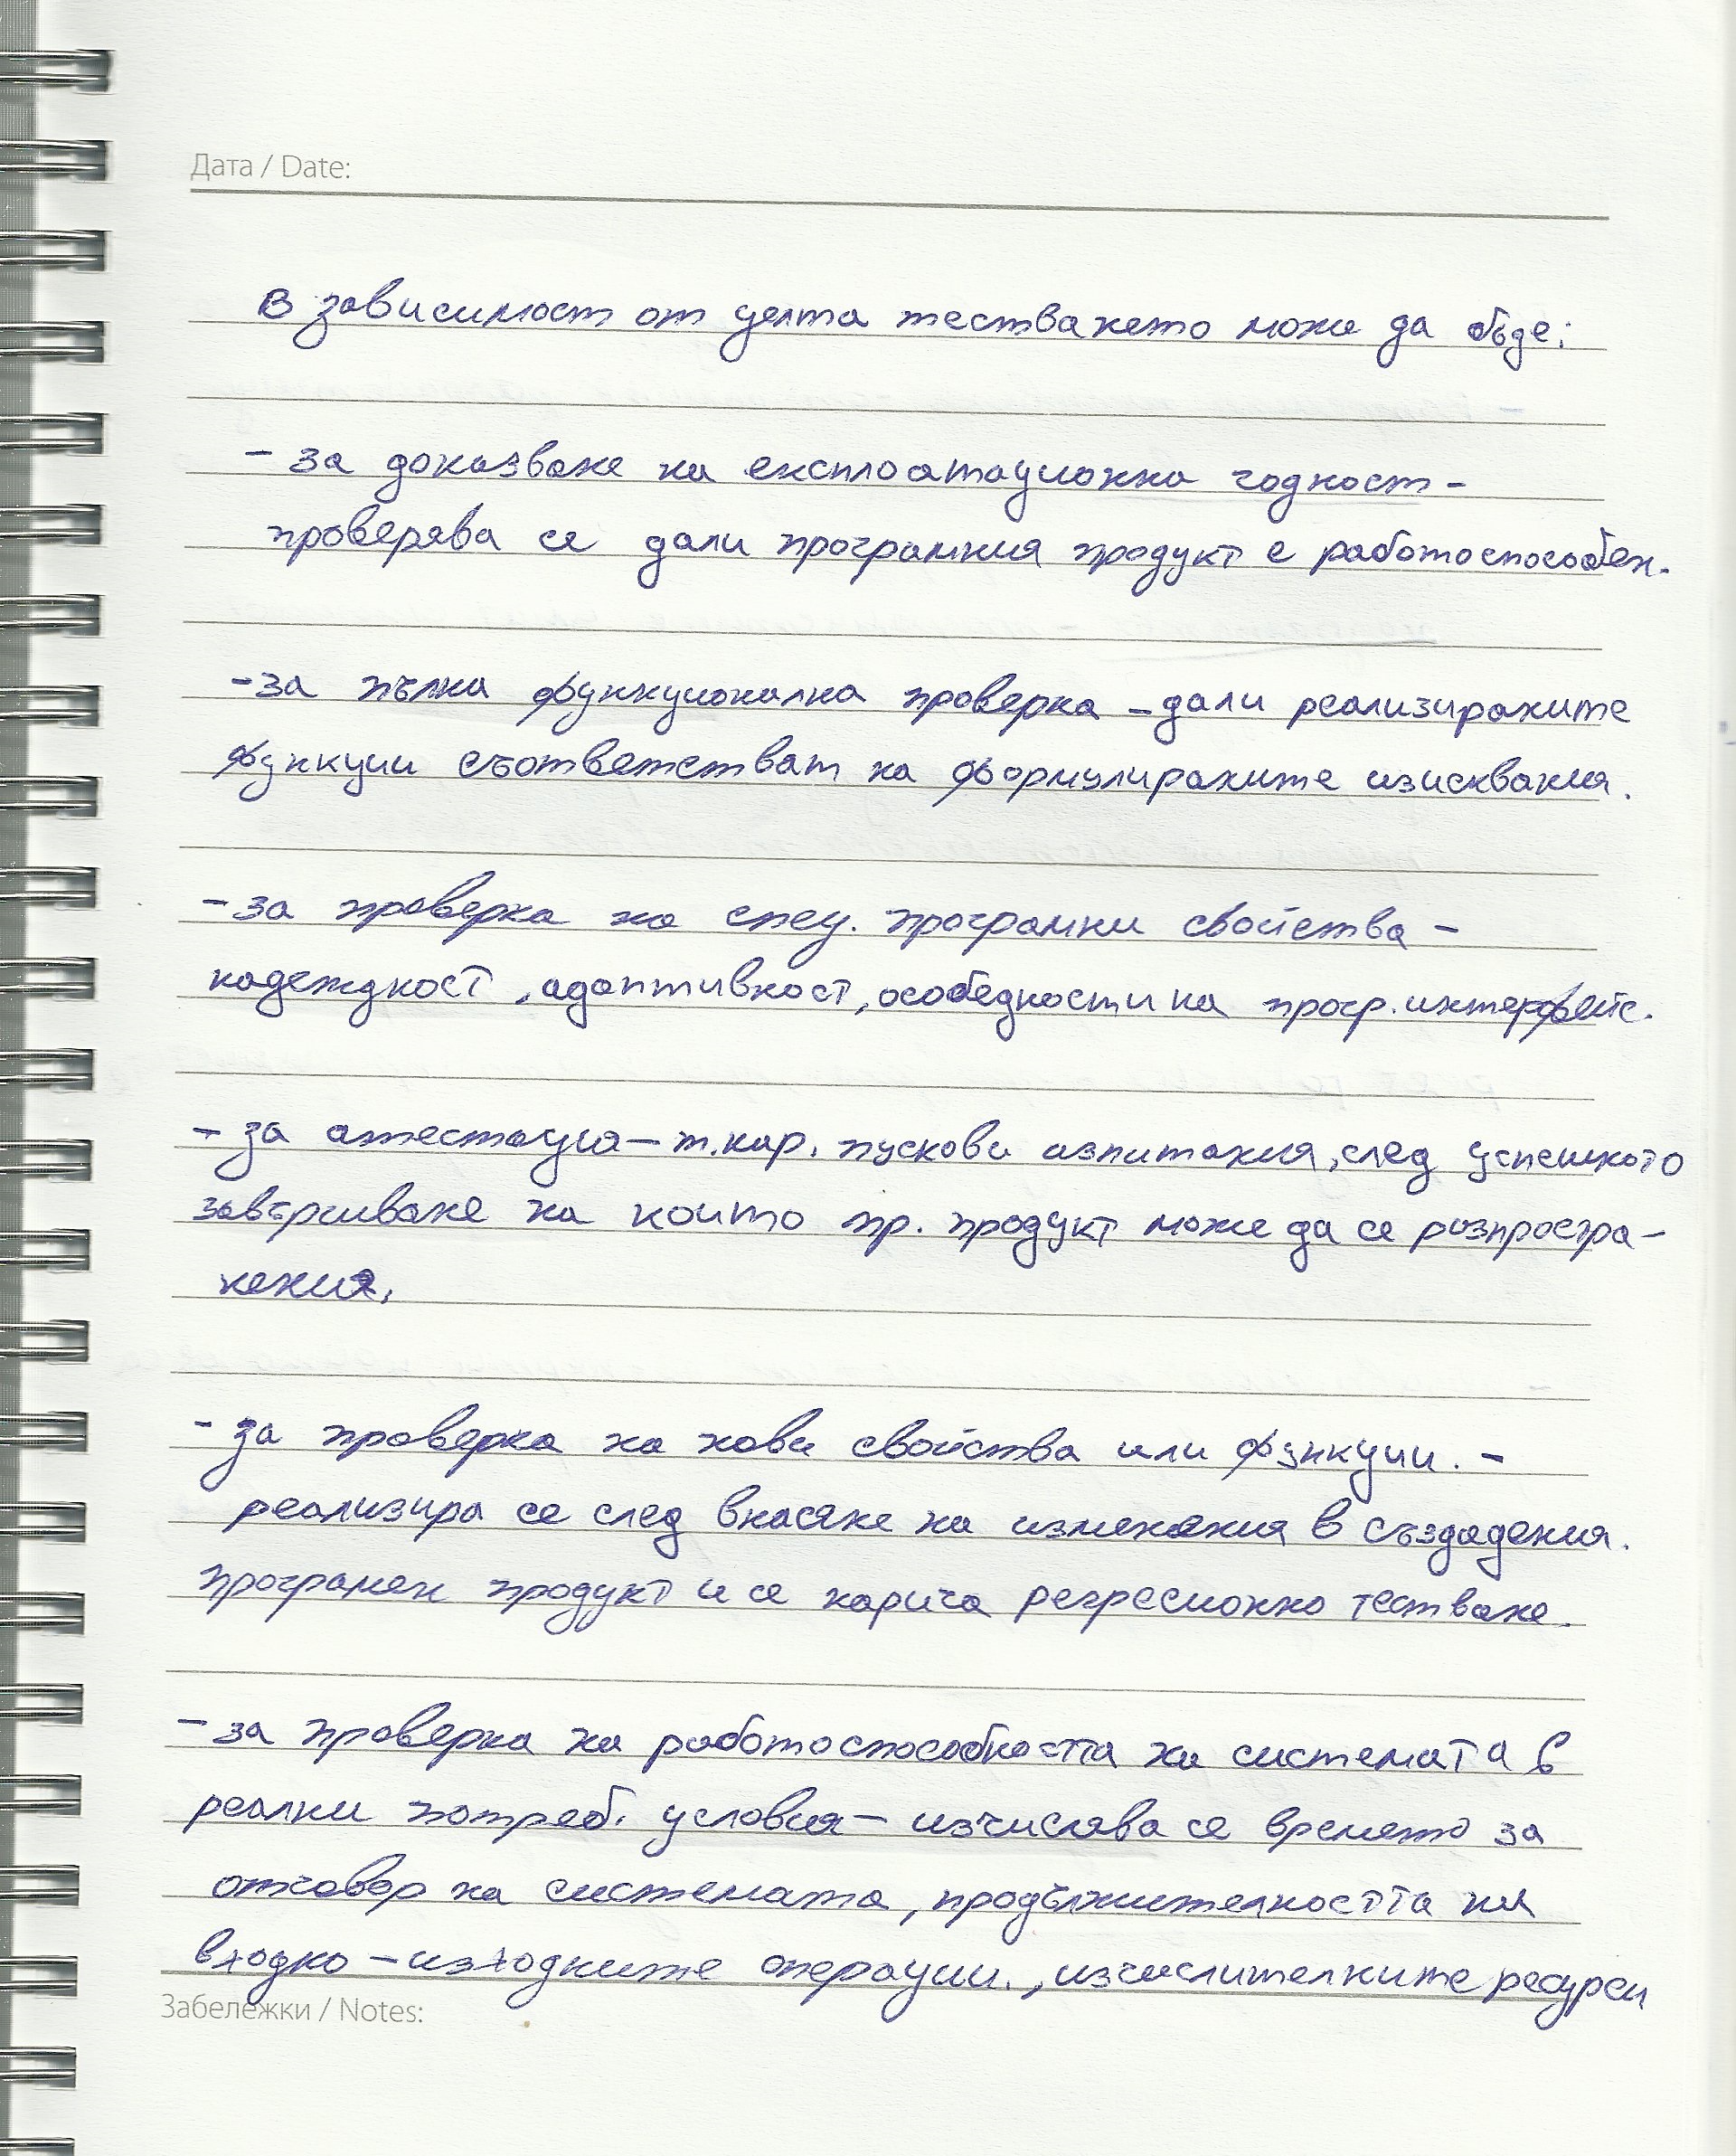 Дата / Date:
В зависимост от целта тестването може да бъде:
- за доказване на експлоатационна годност -
проверява се дали програмния продукт е работоспособен.
- за пълна функционална проверка - дали реализираните
функции съответстват на формулираните изисквания.
- за проверка на спец. програмни свойства -
надеждност, адаптивност, особедности на прогр. интерфейс.
- за атестация - т.нар. пускови изпитания, след успешното
завършване на които пр. продукт може да се разпростра-
нения.
- за проверка на нови свойства или функции. -
реализира се след внасяне на изменения в създадения.
програмен продукт и се нарича регресионно тестване.
- за проверка на работоспособността на системата в
реални потреб. условия - изчислява се времето за
отговор на системата, продължителността на
входно - изходните операции., изчислителните ресурси
Забележки / Notes: